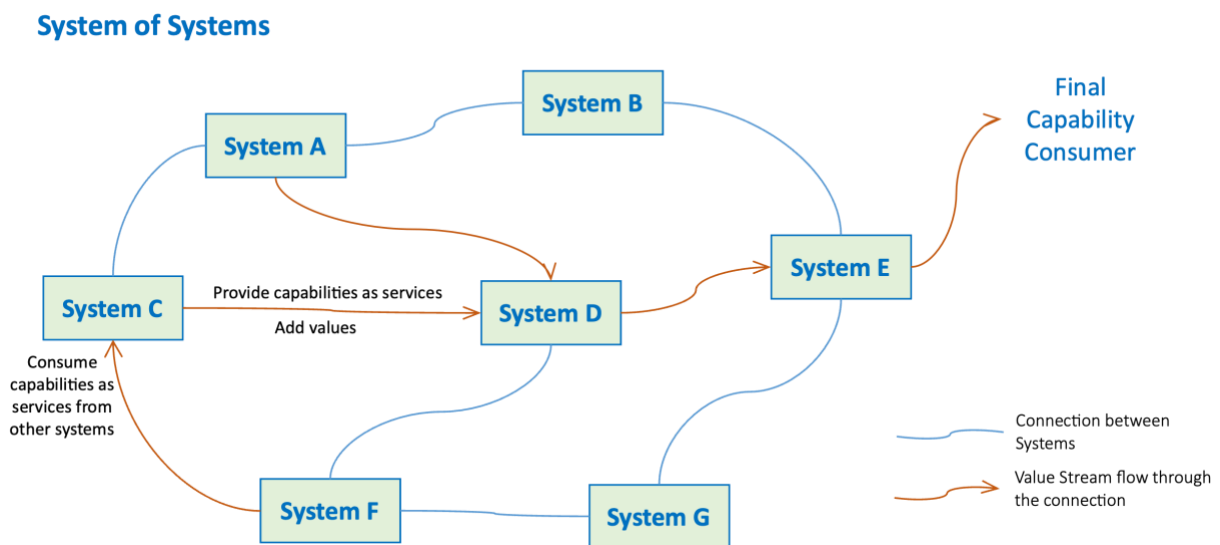 System of Systems
System B
Final
Capability
Consumer
System A
System E
System C
Provide capabilities as services
Add values
System D
Consume
capabilities as
services from
other systems
Connection between
Systems
Value Stream flow through
the connection
System F
System G